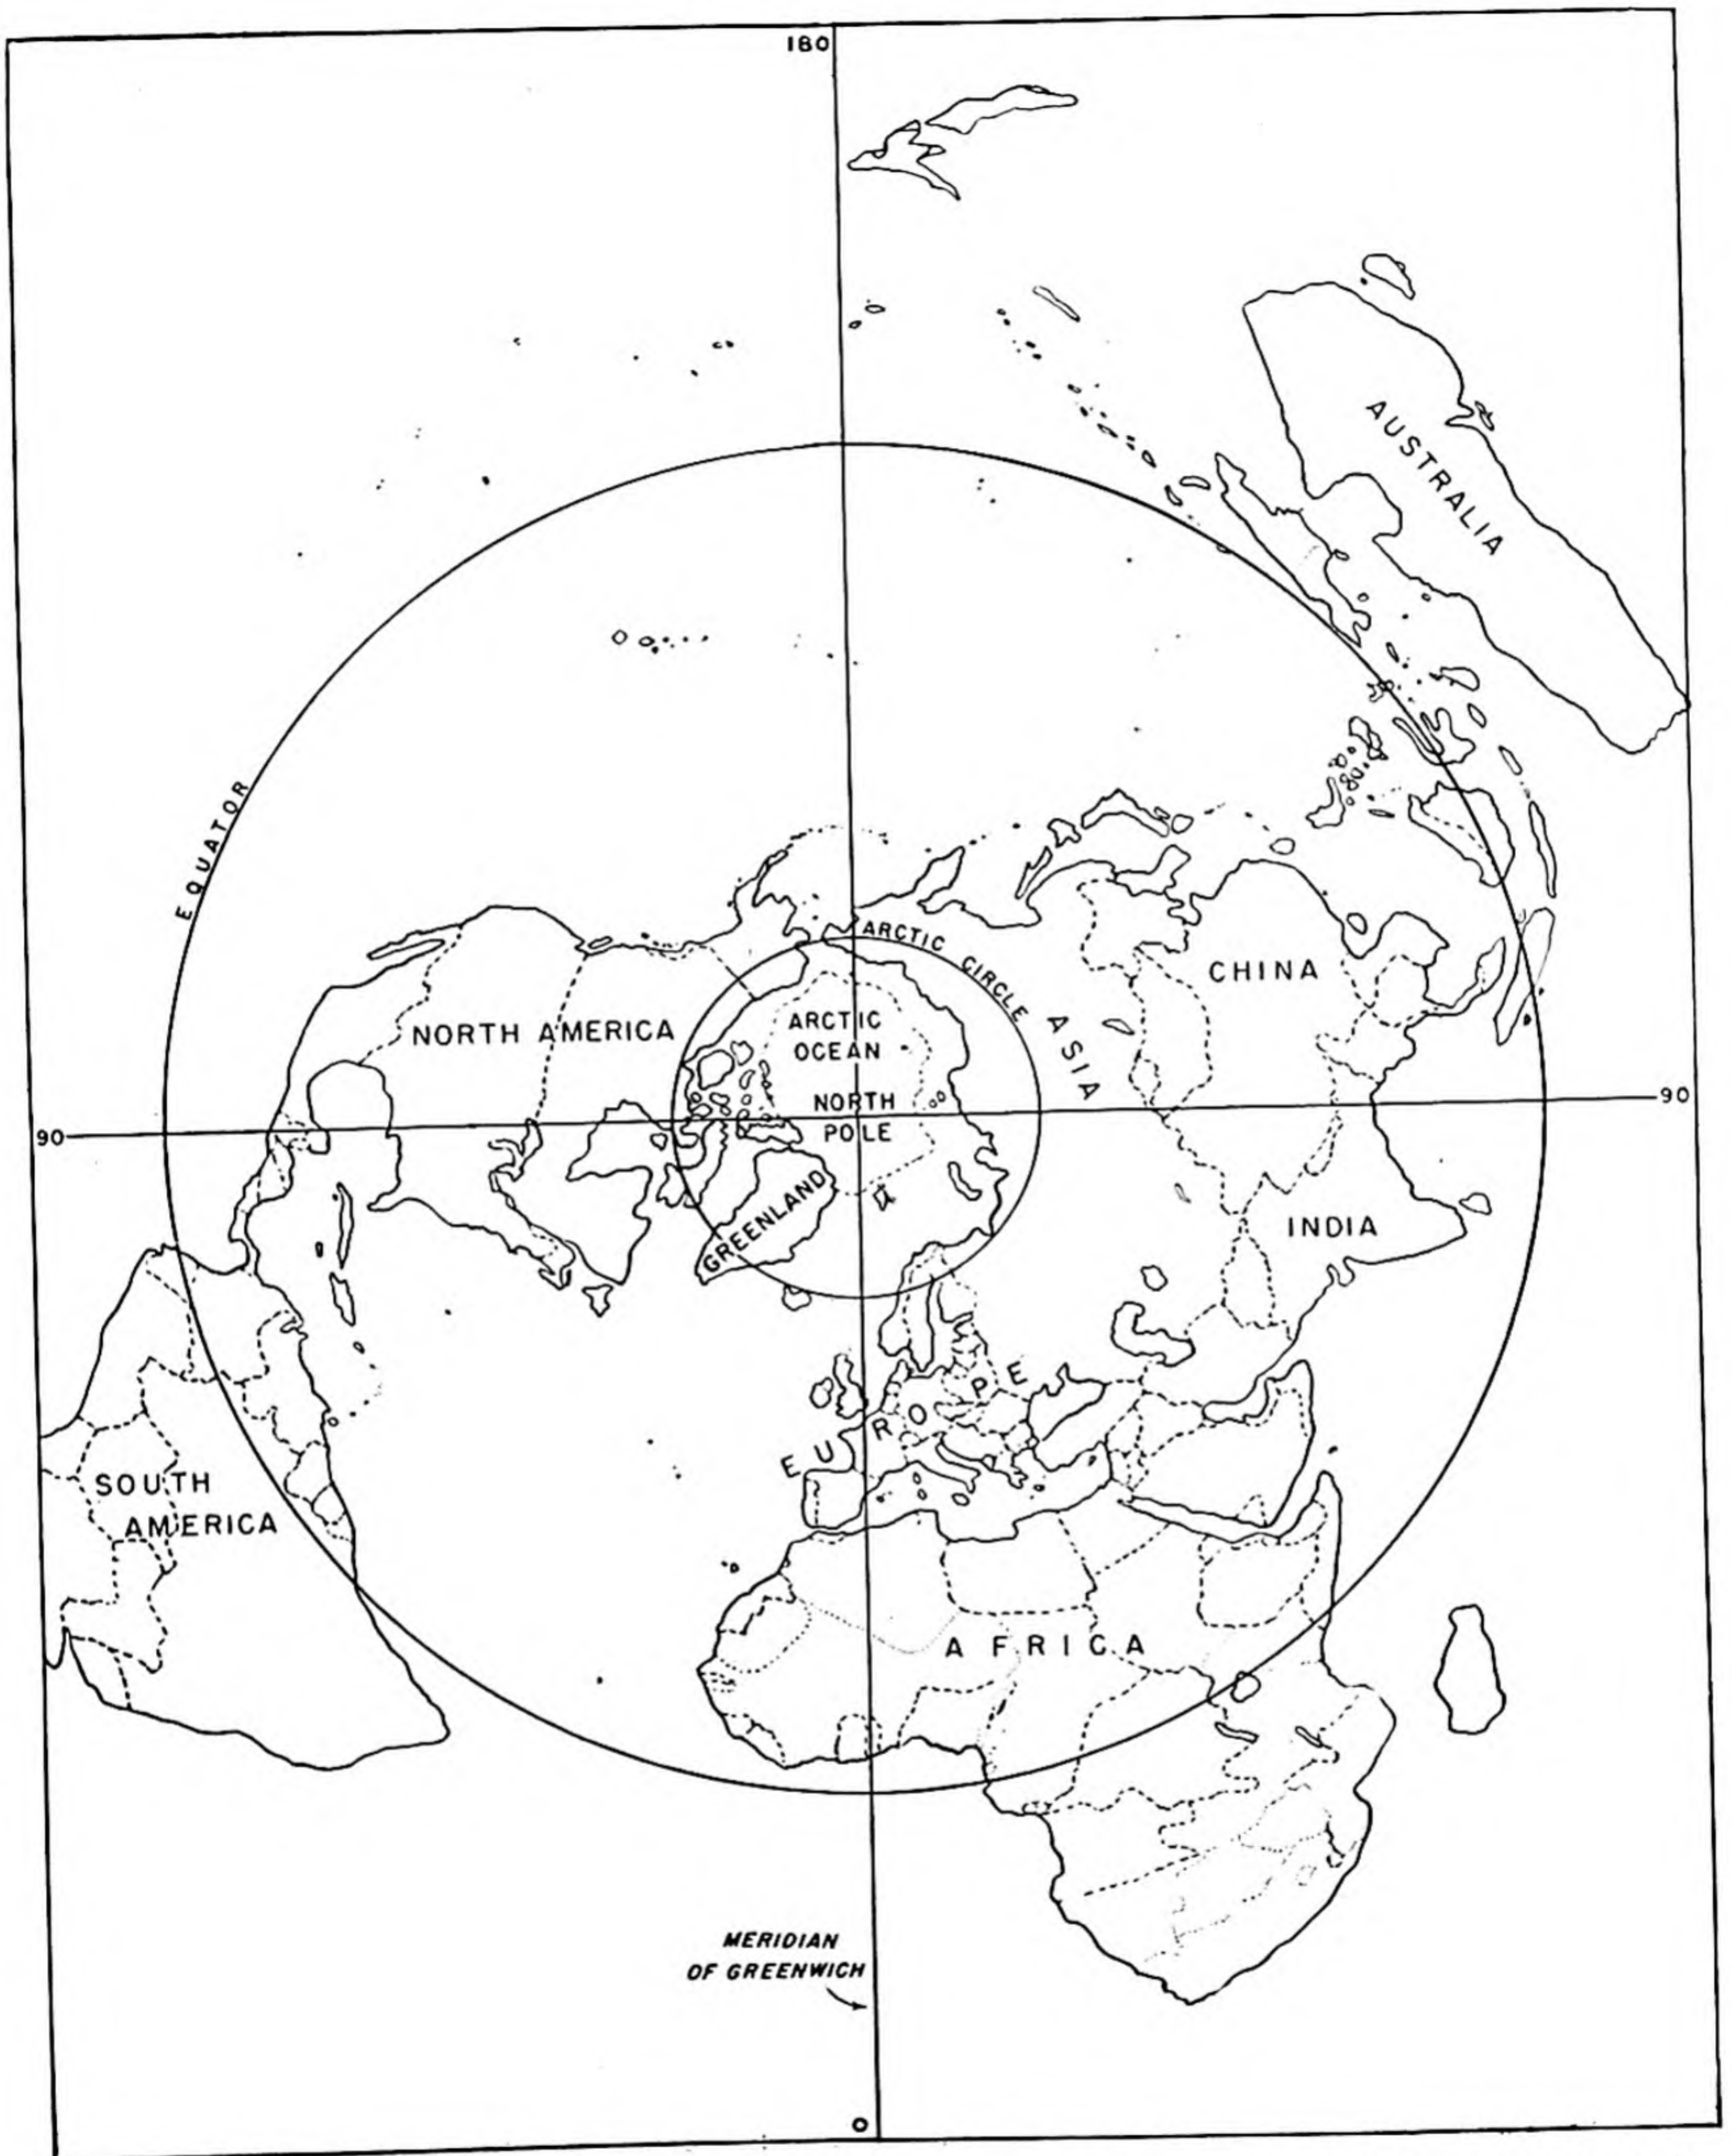 180
AUSTRALIA
EQUATOR
ARCTIC CIRCLE
CHINA
NORTH AMERICA
ARCTIC
OCEAN
ASIA
NORTH
POLE
90
90
GREENLAND
INDIA
EUROPE
SOUTH
AMERICA
AFRICA
MERIDIAN
OF GREENWICH
0